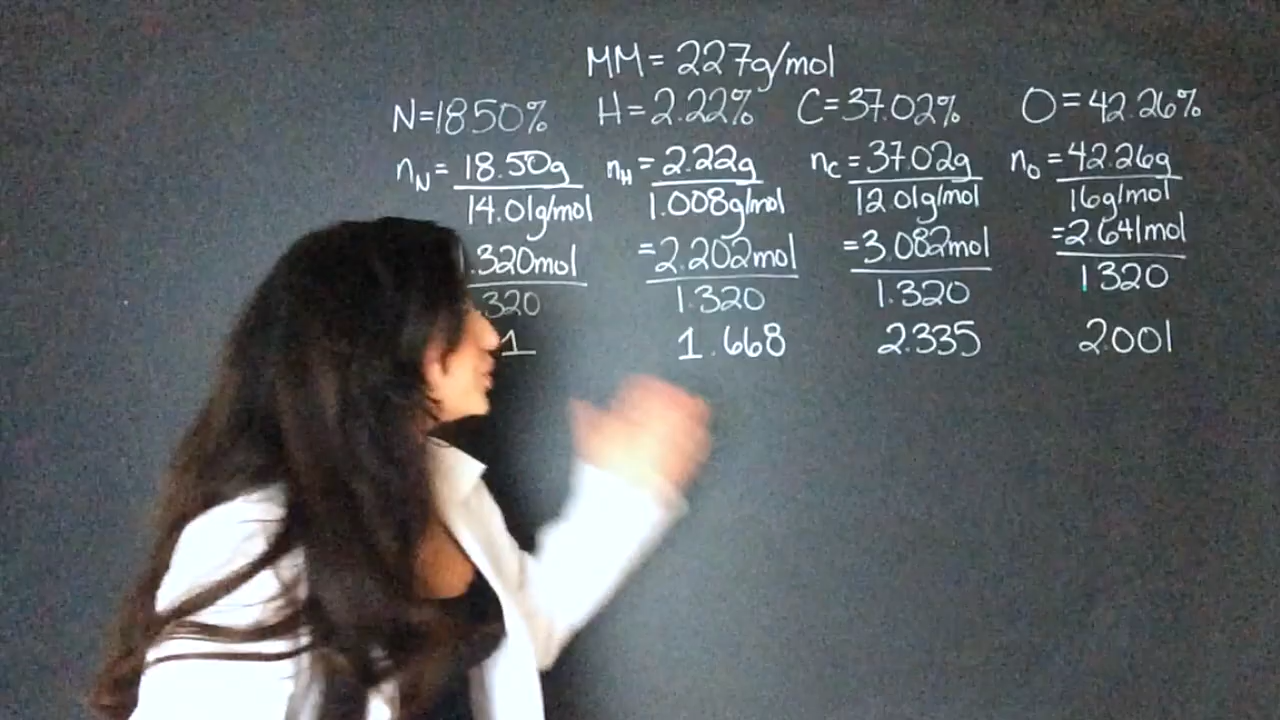 MM = 227g/mol
N=18.50% H=2.22% C=37.02% O=42.26%
nN = 18.50g nH = 2.22g nC = 37.02g nO = 42.26g
14.01g/mol 1.008g/mol 12.01g/mol 16g/mol
.320mol =2.202mol =3.082mol =2.641mol
.320 1.320 1.320 1320
1 1.668 2.335 2.001